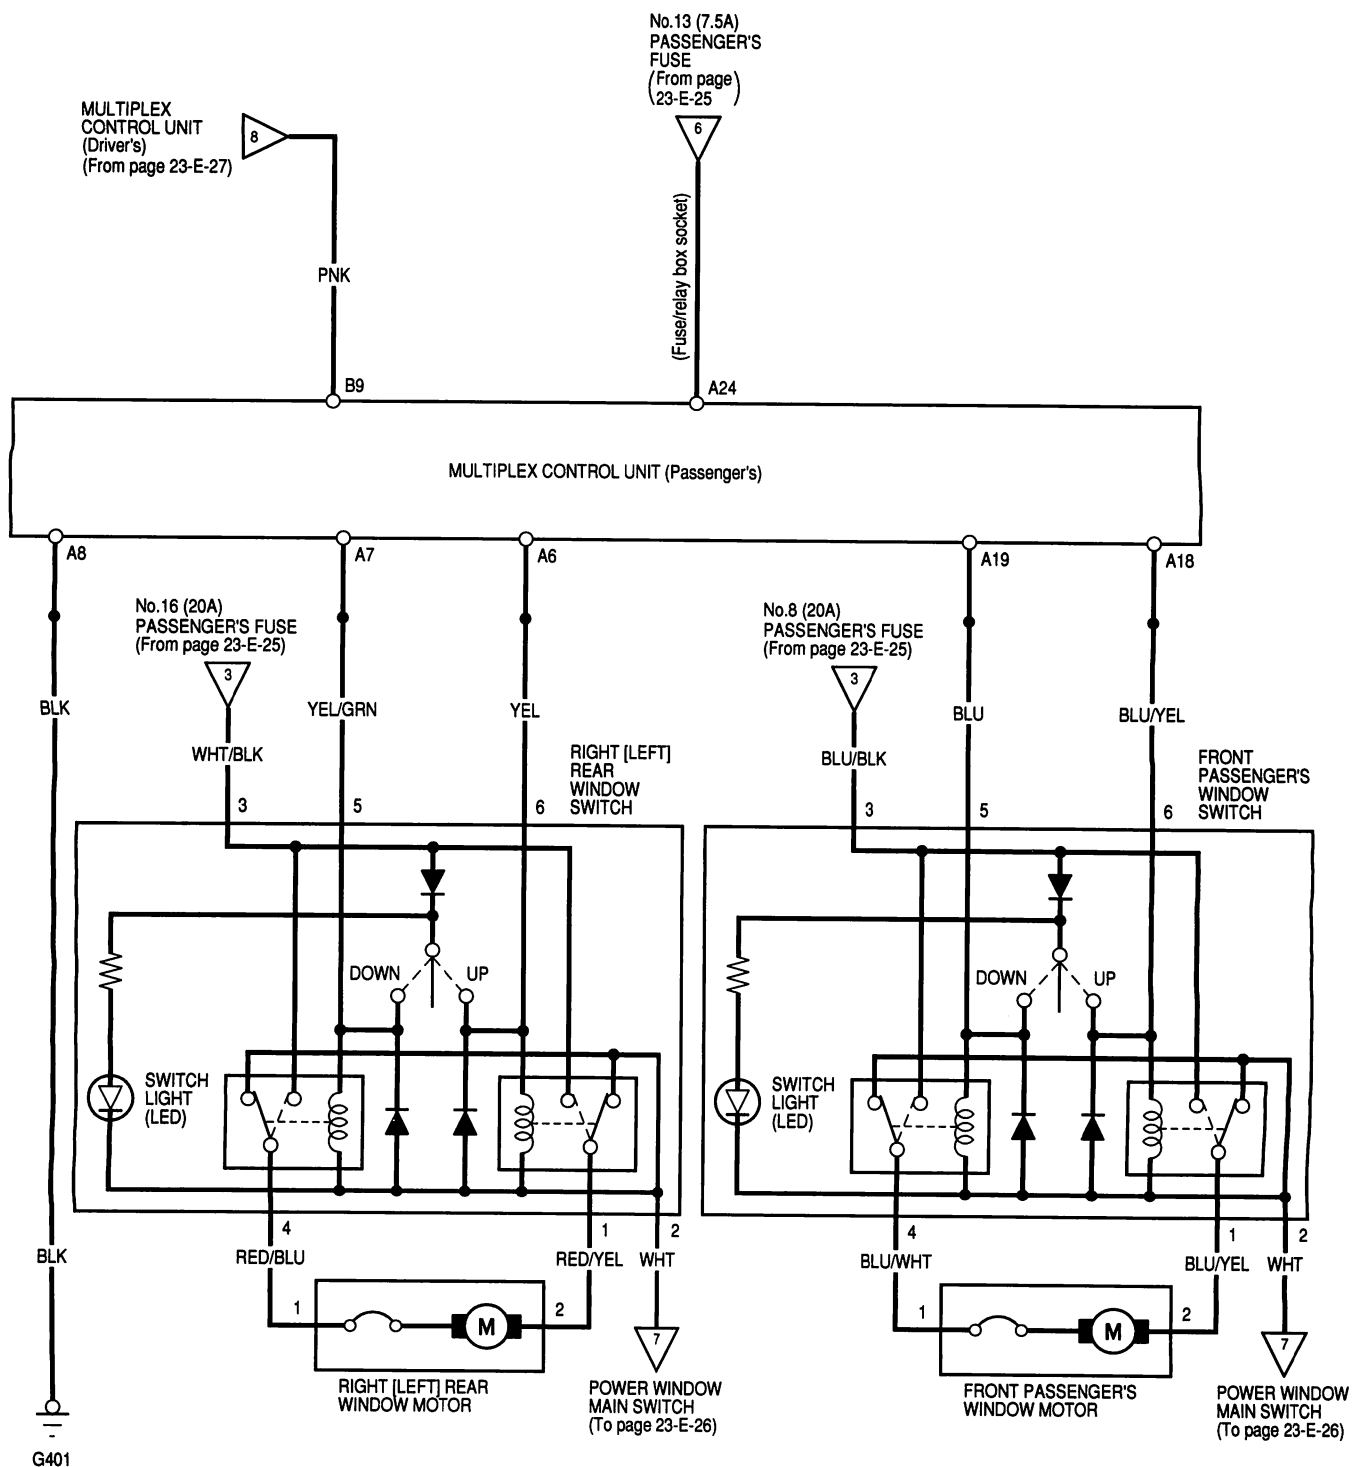 No.13 (7.5A)
PASSENGER'S
FUSE
(From page
23-E-25)
6
MULTIPLEX
CONTROL UNIT
(Driver's)
(From page 23-E-27)
8
PNK
(Fuse/relay box socket)
B9
A24
MULTIPLEX CONTROL UNIT (Passenger's)
A8
A7
A6
A19
A18
No.16 (20A)
PASSENGER'S FUSE
(From page 23-E-25)
3
No.8 (20A)
PASSENGER'S FUSE
(From page 23-E-25)
3
BLK
YEL/GRN
YEL
BLU
BLU/YEL
WHT/BLK
BLU/BLK
RIGHT [LEFT]
REAR
WINDOW
SWITCH
FRONT
PASSENGER'S
WINDOW
SWITCH
3
5
6
3
5
6
DOWN
UP
DOWN
UP
SWITCH
LIGHT
(LED)
SWITCH
LIGHT
(LED)
4
1
2
4
1
2
BLK
RED/BLU
RED/YEL
WHT
BLU/WHT
BLU/YEL
WHT
1
M
2
7
1
M
2
7
RIGHT [LEFT] REAR
WINDOW MOTOR
POWER WINDOW
MAIN SWITCH
(To page 23-E-26)
FRONT PASSENGER'S
WINDOW MOTOR
POWER WINDOW
MAIN SWITCH
(To page 23-E-26)
G401